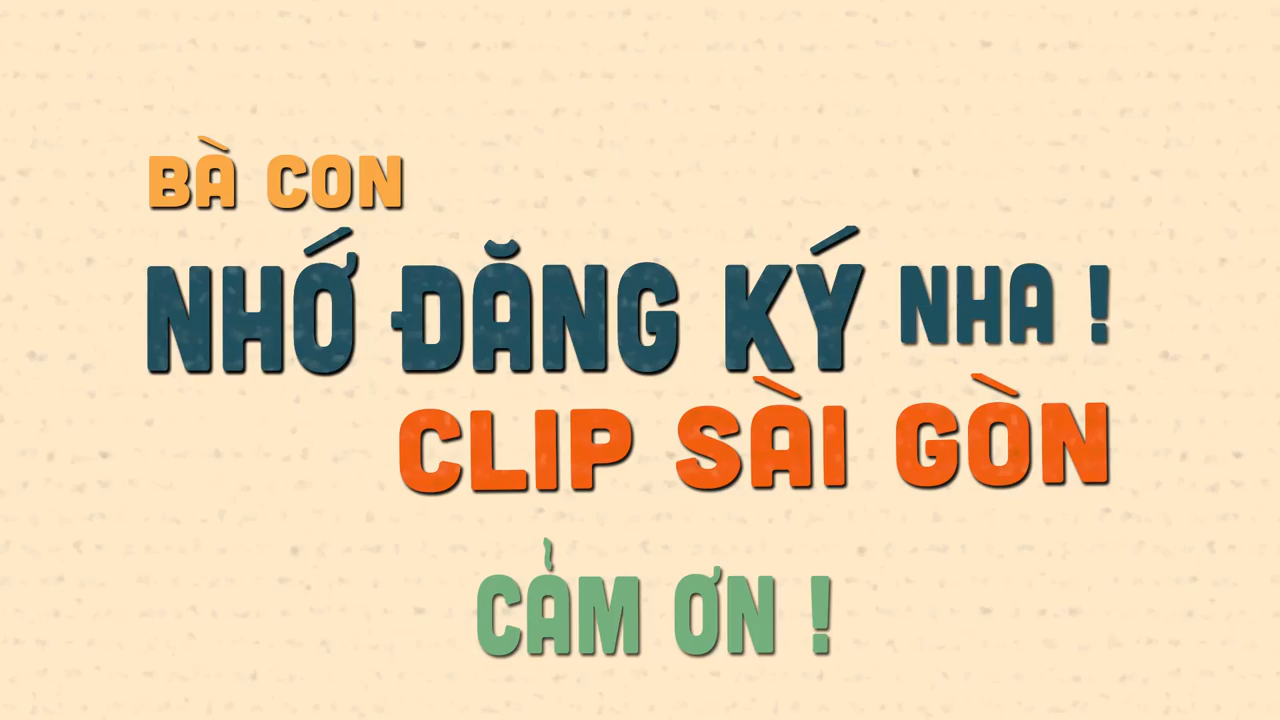 BÀ CON
NHỚ ĐĂNG KÝ NHA !
CLIP SÀI GÒN
CẢM ƠN !